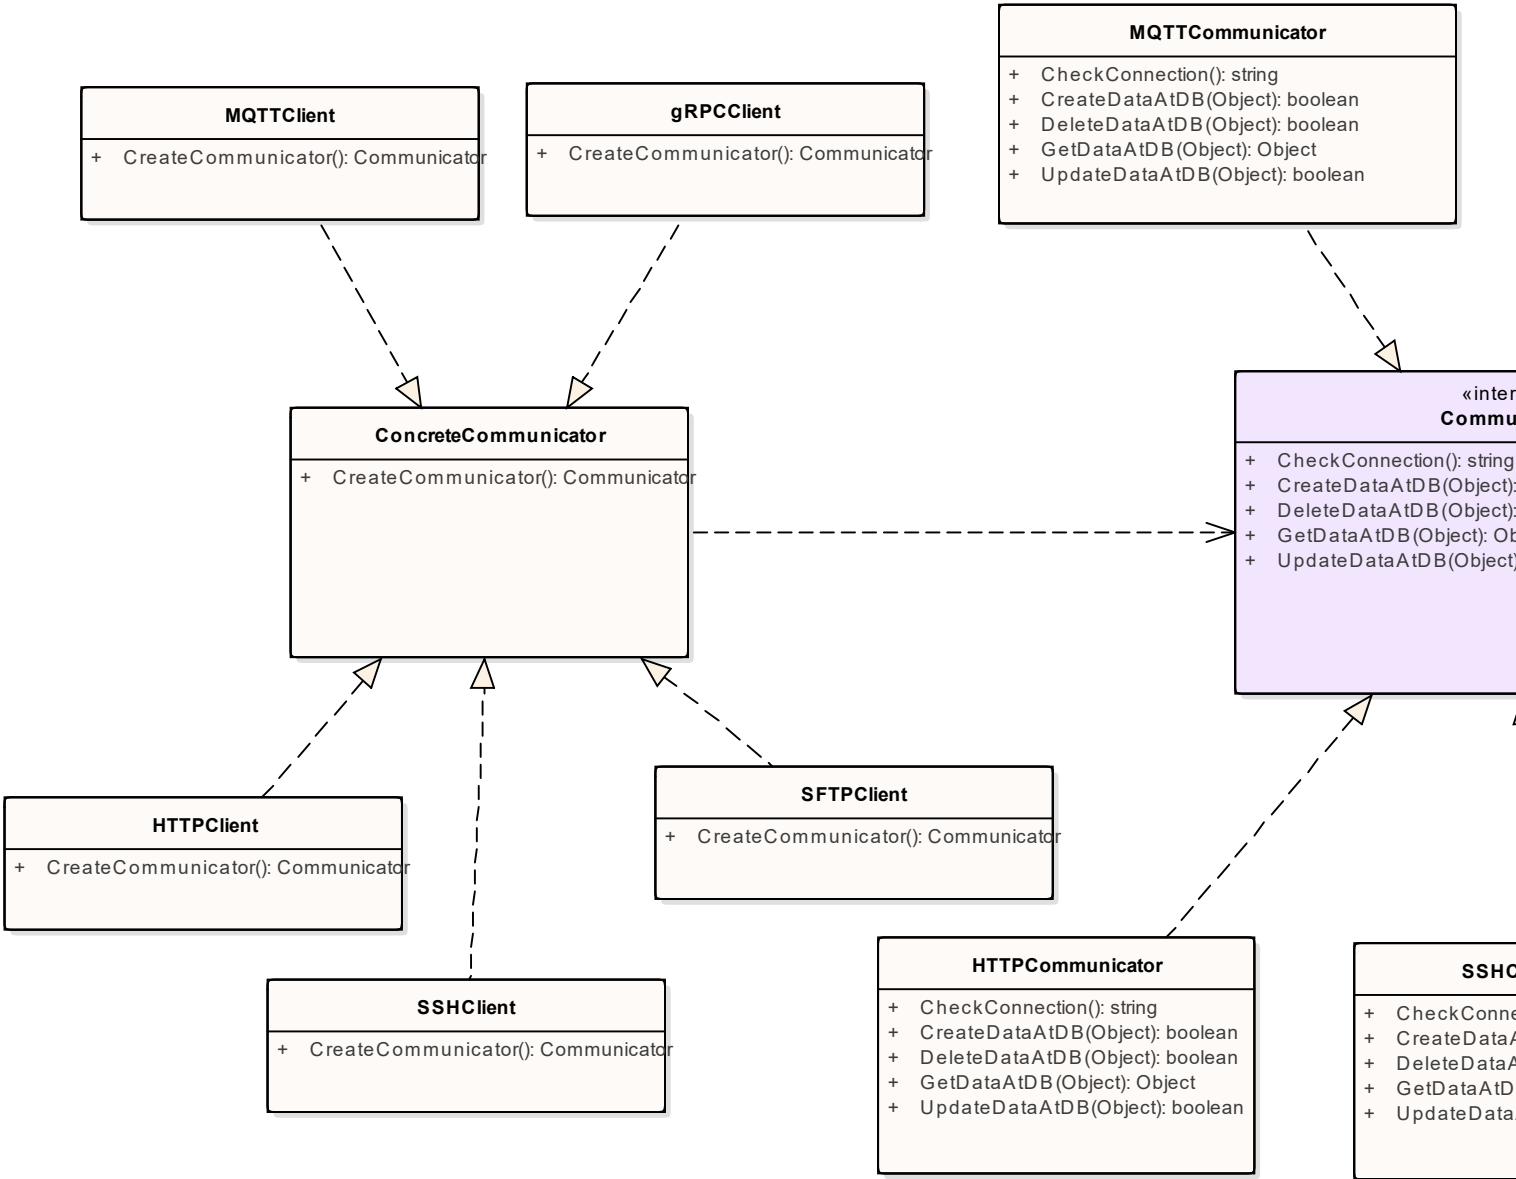 MQTTClient
+ CreateCommunicator(): Communicator
gRPCClient
+ CreateCommunicator(): Communicator
MQTTCommunicator
+ CheckConnection(): string
+ CreateDataAtDB(Object): boolean
+ DeleteDataAtDB(Object): boolean
+ GetDataAtDB(Object): Object
+ UpdateDataAtDB(Object): boolean
ConcreteCommunicator
+ CreateCommunicator(): Communicator
«inter
Commu
+ CheckConnection(): string
+ CreateDataAtDB(Object):
+ DeleteDataAtDB(Object):
+ GetDataAtDB(Object): Ob
+ UpdateDataAtDB(Object)
HTTPClient
+ CreateCommunicator(): Communicator
SFTPClient
+ CreateCommunicator(): Communicator
SSHClient
+ CreateCommunicator(): Communicator
HTTPCommunicator
+ CheckConnection(): string
+ CreateDataAtDB(Object): boolean
+ DeleteDataAtDB(Object): boolean
+ GetDataAtDB(Object): Object
+ UpdateDataAtDB(Object): boolean
SSHC
+ CheckConne
+ CreateDataA
+ DeleteDataA
+ GetDataAtD
+ UpdateData